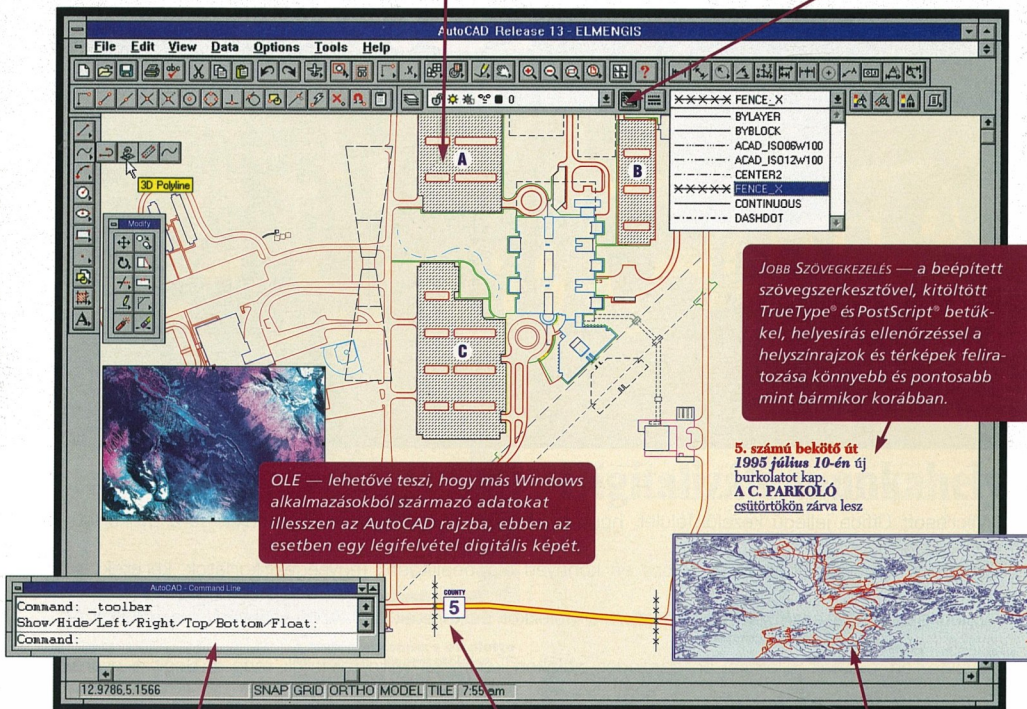 AutoCAD Release 13 - ELMENGIS
File Edit View Data Options Tools Help
0
FENCE_X
BYLAYER
BYBLOCK
ACAD_ISO06W100
ACAD_ISO12W100
CENTER2
FENCE_X
CONTINUOUS
DASHDOT
3D Polyline
Modify
A
B
C
JOBB SZÖVEGKEZELÉS — a beépített
szövegszerkesztővel, kitöltött
TrueType® és PostScript® betűk-
kel, helyesírás ellenőrzéssel a
helyszínrajzok és térképek felira-
tozása könnyebb és pontosabb
mint bármikor korábban.
5. számú bekötő út
1995 július 10-én új
burkolatot kap.
A C. PARKOLÓ
csütörtökön zárva lesz
OLE — lehetővé teszi, hogy más Windows
alkalmazásokból származó adatokat
illesszen az AutoCAD rajzba, ebben az
esetben egy légifelvétel digitális képét.
AutoCAD - Command Line
Command: _toolbar
Show/Hide/Left/Right/Top/Bottom/Float:
Command:
COUNTY
5
12.9786,5.1566 SNAP GRID ORTHO MODEL TILE 7:55 am